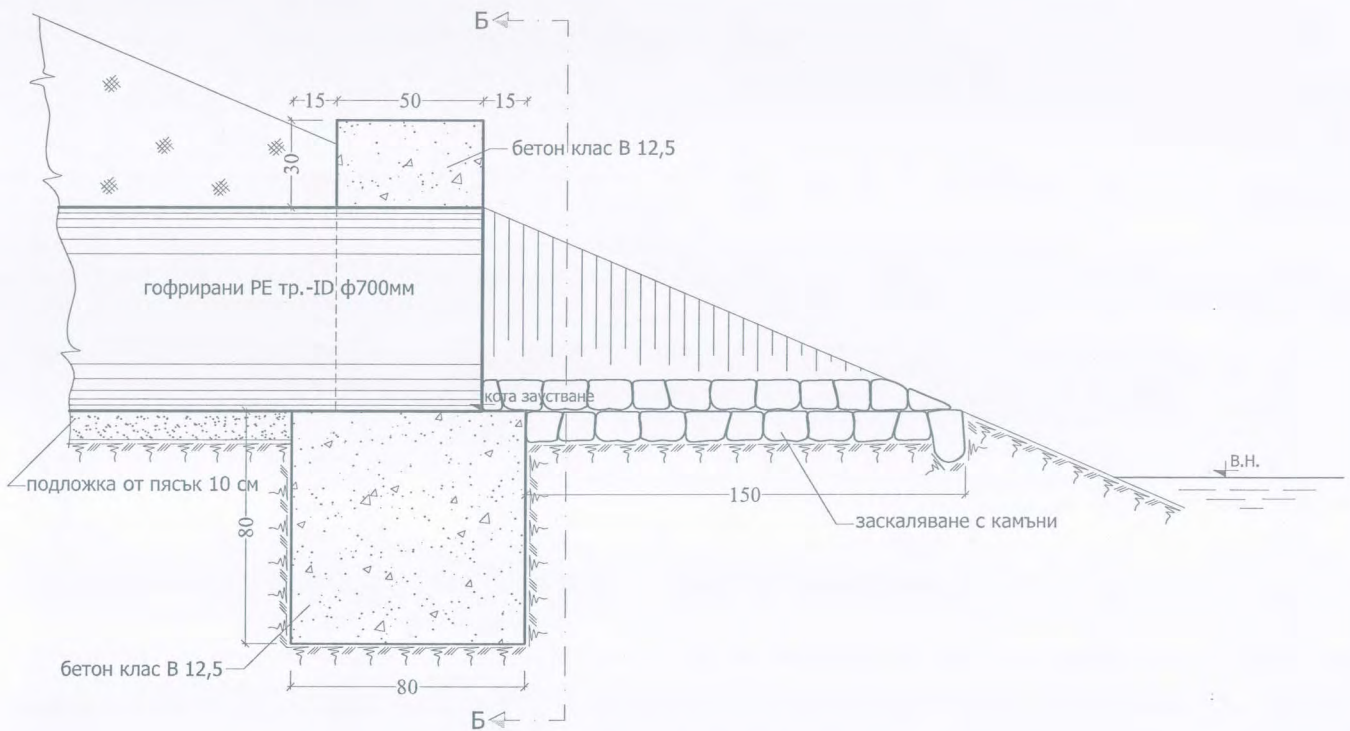 Б
15
50
15
30
бетон клас В 12,5
гофрирани РЕ тр.-ID ф700мм
кота заустване
подложка от пясък 10 см
В.Н.
150
заскаляване с камъни
80
бетон клас В 12,5
80
Б